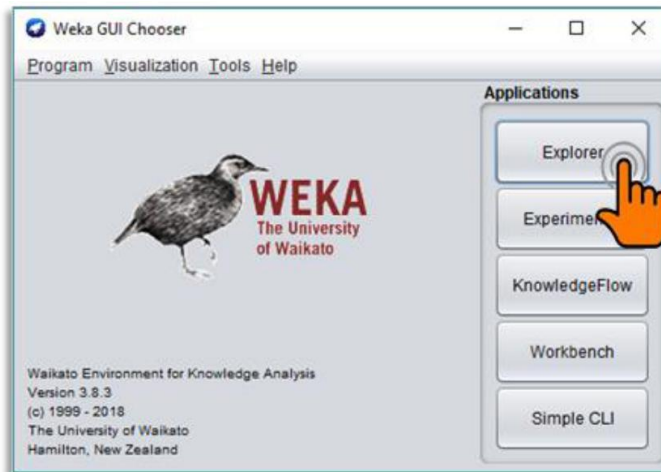 Weka GUI Chooser
Program Visualization Tools Help
Applications
Explorer
WEKA
The University
of Waikato
KnowledgeFlow
Workbench
Simple CLI
Waikato Environment for Knowledge Analysis
Version 3.8.3
(c) 1999 - 2018
The University of Waikato
Hamilton, New Zealand